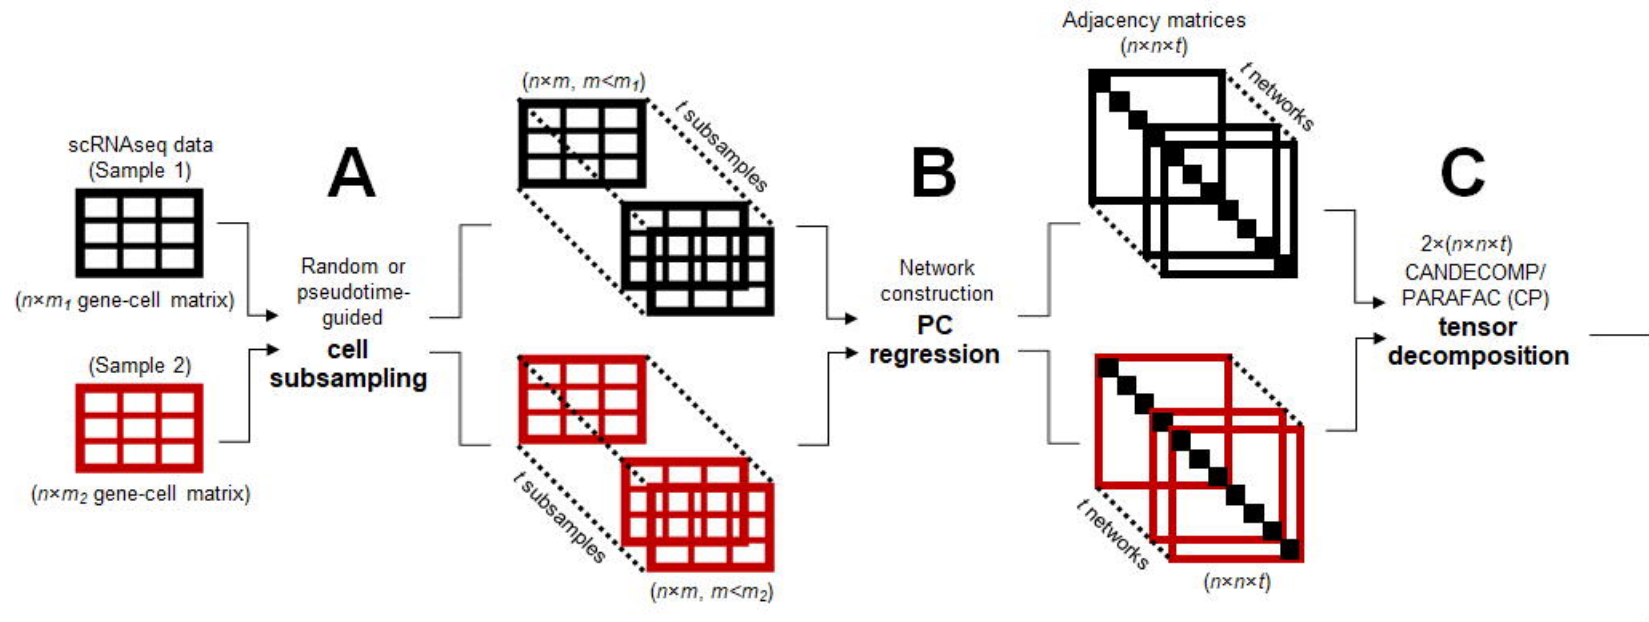 scRNAseq data
(Sample 1)
(n×m1 gene-cell matrix)
(Sample 2)
(n×m2 gene-cell matrix)
A
Random or
pseudotime-
guided
cell
subsampling
(n×m, m<m1)
t subsamples
t subsamples
(n×m, m<m2)
B
Network
construction
PC
regression
Adjacency matrices
(n×n×t)
t networks
t networks
(n×n×t)
C
2×(n×n×t)
CANDECOMP/
PARAFAC (CP)
tensor
decomposition